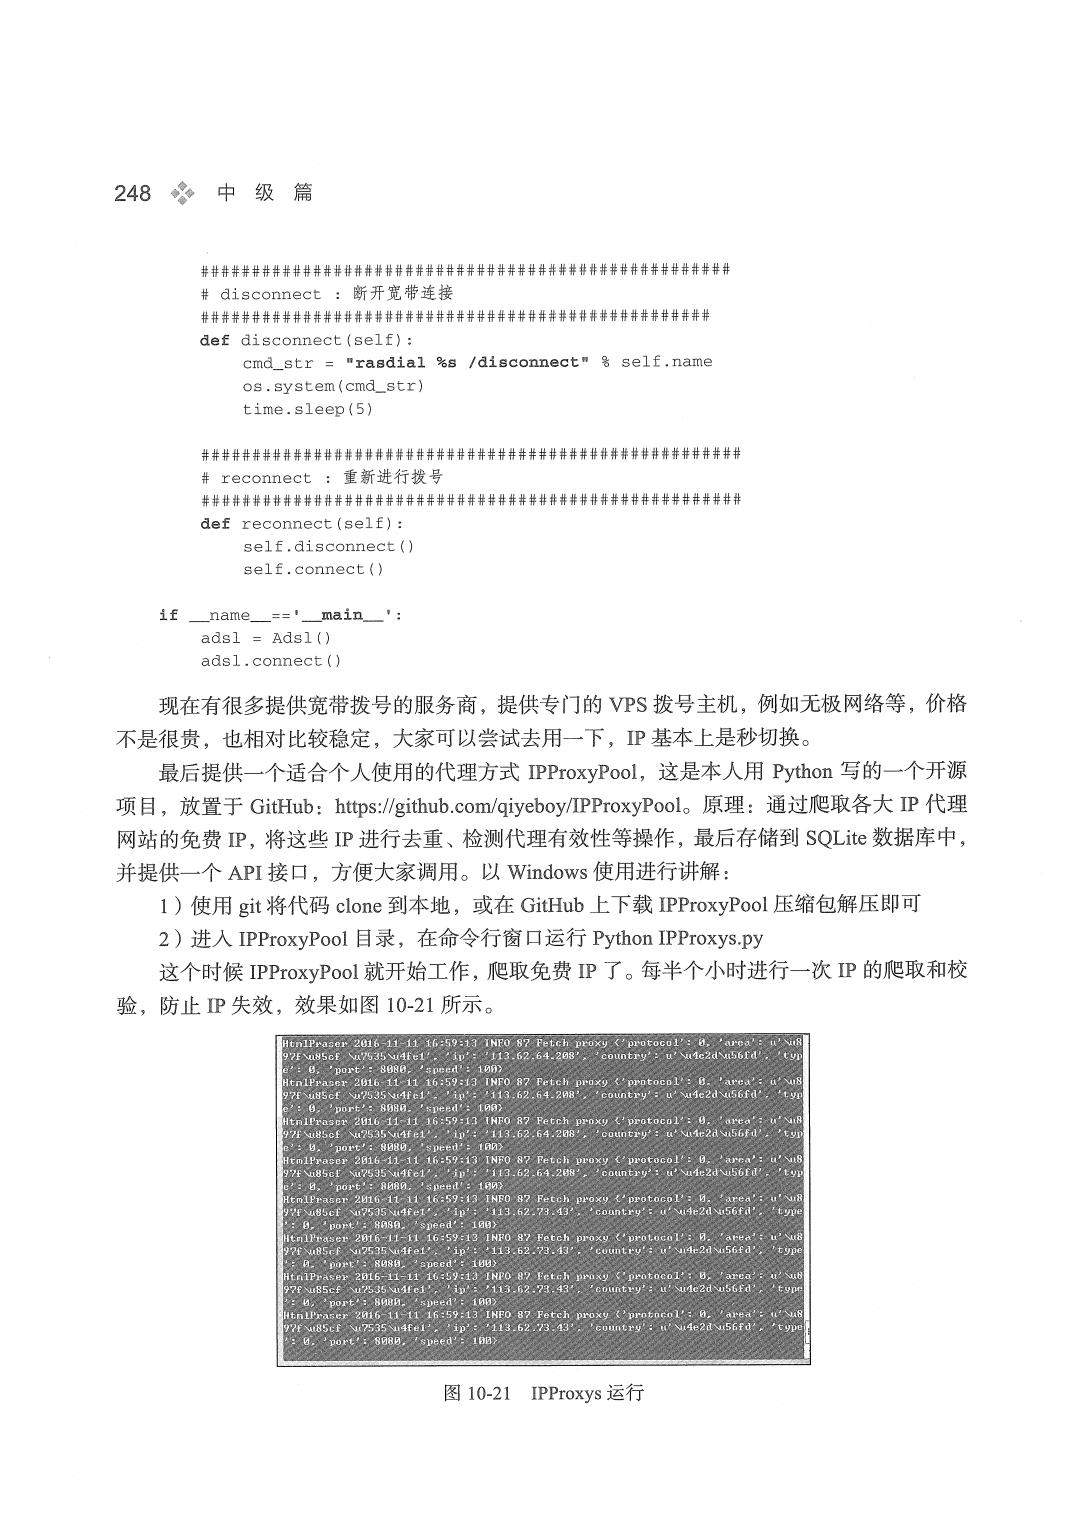 248 中 级 篇
####################################################
# disconnect : 断开宽带连接
##################################################
def disconnect(self):
    cmd_str = "rasdial %s /disconnect" % self.name
    os.system(cmd_str)
    time.sleep(5)
#####################################################
# reconnect : 重新进行拨号
#####################################################
def reconnect(self):
    self.disconnect()
    self.connect()
if __name__=='__main__':
    adsl = Adsl()
    adsl.connect()
现在有很多提供宽带拨号的服务商，提供专门的 VPS 拨号主机，例如无极网络等，价格
不是很贵，也相对比较稳定，大家可以尝试去用一下，IP 基本上是秒切换。
最后提供一个适合个人使用的代理方式 IPProxyPool，这是本人用 Python 写的一个开源
项目，放置于 GitHub：https://github.com/qiyeboy/IPProxyPool。原理：通过爬取各大 IP 代理
网站的免费 IP，将这些 IP 进行去重、检测代理有效性等操作，最后存储到 SQLite 数据库中，
并提供一个 API 接口，方便大家调用。以 Windows 使用进行讲解：
1）使用 git 将代码 clone 到本地，或在 GitHub 上下载 IPProxyPool 压缩包解压即可
2）进入 IPProxyPool 目录，在命令行窗口运行 Python IPProxys.py
这个时候 IPProxyPool 就开始工作，爬取免费 IP 了。每半个小时进行一次 IP 的爬取和校
验，防止 IP 失效，效果如图 10-21 所示。
HtmlPraser 2016-11-11 16:59:13 INFO 87 Fetch proxy {'protocol': 0, 'area': u'\u8
97f\u85cf \u7535\u4fe1', 'ip': '113.62.64.208', 'country': u'\u4e2d\u56fd', 'typ
e': 0, 'port': 8080, 'speed': 100}
HtmlPraser 2016-11-11 16:59:13 INFO 87 Fetch proxy {'protocol': 0, 'area': u'\u8
97f\u85cf \u7535\u4fe1', 'ip': '113.62.64.208', 'country': u'\u4e2d\u56fd', 'typ
e': 0, 'port': 8080, 'speed': 100}
HtmlPraser 2016-11-11 16:59:13 INFO 87 Fetch proxy {'protocol': 0, 'area': u'\u8
97f\u85cf \u7535\u4fe1', 'ip': '113.62.64.208', 'country': u'\u4e2d\u56fd', 'typ
e': 0, 'port': 8080, 'speed': 100}
HtmlPraser 2016-11-11 16:59:13 INFO 87 Fetch proxy {'protocol': 0, 'area': u'\u8
97f\u85cf \u7535\u4fe1', 'ip': '113.62.64.208', 'country': u'\u4e2d\u56fd', 'typ
e': 0, 'port': 8080, 'speed': 100}
HtmlPraser 2016-11-11 16:59:13 INFO 87 Fetch proxy {'protocol': 0, 'area': u'\u8
97f\u85cf \u7535\u4fe1', 'ip': '113.62.73.43', 'country': u'\u4e2d\u56fd', 'type
': 0, 'port': 8080, 'speed': 100}
HtmlPraser 2016-11-11 16:59:13 INFO 87 Fetch proxy {'protocol': 0, 'area': u'\u8
97f\u85cf \u7535\u4fe1', 'ip': '113.62.73.43', 'country': u'\u4e2d\u56fd', 'type
': 0, 'port': 8080, 'speed': 100}
HtmlPraser 2016-11-11 16:59:13 INFO 87 Fetch proxy {'protocol': 0, 'area': u'\u8
97f\u85cf \u7535\u4fe1', 'ip': '113.62.73.43', 'country': u'\u4e2d\u56fd', 'type
': 0, 'port': 8080, 'speed': 100}
HtmlPraser 2016-11-11 16:59:13 INFO 87 Fetch proxy {'protocol': 0, 'area': u'\u8
97f\u85cf \u7535\u4fe1', 'ip': '113.62.73.43', 'country': u'\u4e2d\u56fd', 'type
': 0, 'port': 8080, 'speed': 100}
图 10-21 IPProxys 运行